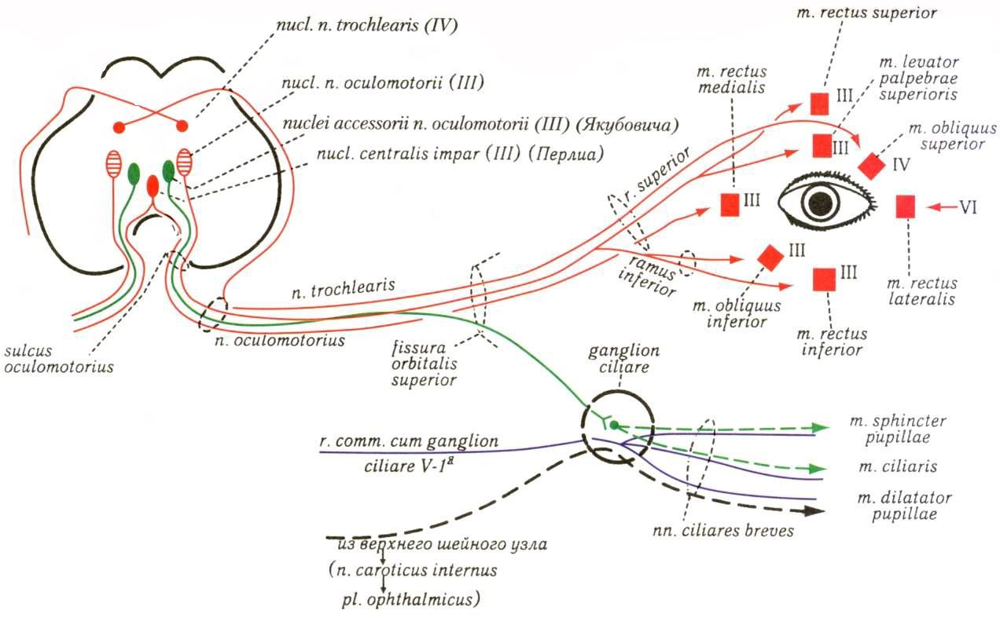 nucl. n. trochlearis (IV)
nucl. n. oculomotorii (III)
nuclei accessorii n. oculomotorii (III) (Якубовича)
nucl. centralis impar (III) (Перлиа)
m. rectus superior
m. rectus
medialis
m. levator
palpebrae
superioris
m. obliquus
superior
III
III
IV
III
VI
III
III
r. superior
ramus
inferior
m. obliquus
inferior
m. rectus
inferior
m. rectus
lateralis
n. trochlearis
n. oculomotorius
sulcus
oculomotorius
fissura
orbitalis
superior
ganglion
ciliare
r. comm. cum ganglion
ciliare V-1ᴽ
m. sphincter
pupillae
m. ciliaris
m. dilatator
pupillae
nn. ciliares breves
из верхнего шейного узла
(n. caroticus internus
pl. ophthalmicus)